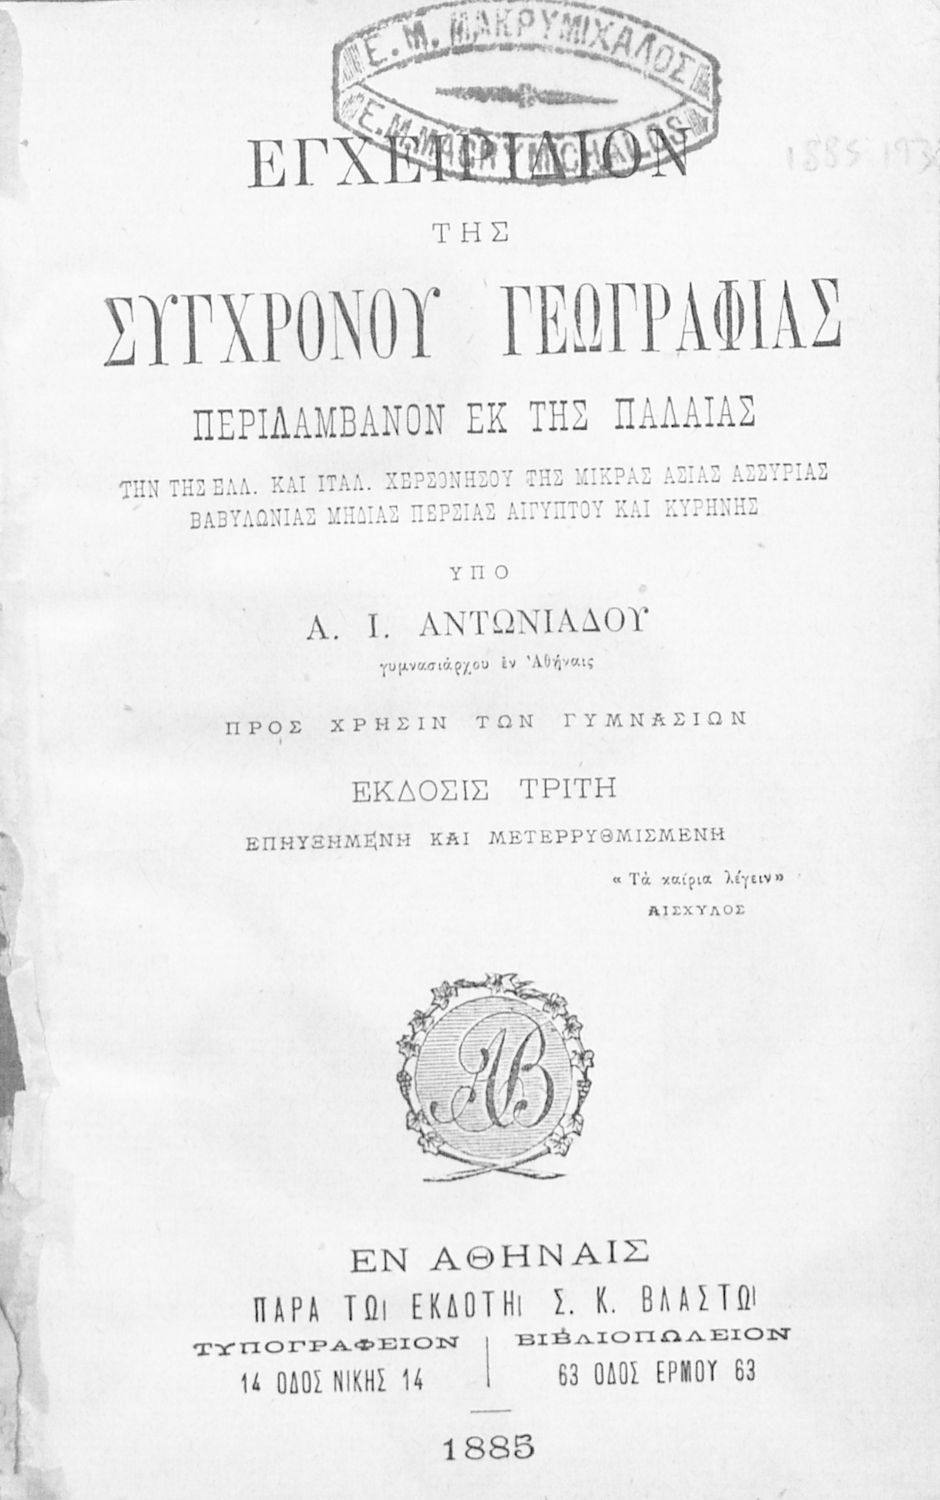 Ε. Μ. ΜΑΚΡΥΜΙΧΑΛΟΣ
E. M. MACRYMICHALOS
1885
ΕΓΧΕΙΡΙΔΙΟΝ
ΤΗΣ
ΣΥΓΧΡΟΝΟΥ ΓΕΩΓΡΑΦΙΑΣ
ΠΕΡΙΛΑΜΒΑΝΟΝ ΕΚ ΤΗΣ ΠΑΛΑΙΑΣ
ΤΗΝ ΤΗΣ ΕΛΛ. ΚΑΙ ΙΤΑΛ. ΧΕΡΣΟΝΗΣΟΥ ΤΗΣ ΜΙΚΡΑΣ ΑΣΙΑΣ ΑΣΣΥΡΙΑΣ
ΒΑΒΥΛΩΝΙΑΣ ΜΗΔΙΑΣ ΠΕΡΣΙΑΣ ΑΙΓΥΠΤΟΥ ΚΑΙ ΚΥΡΗΝΗΣ
ΥΠΟ
Α. Ι. ΑΝΤΩΝΙΑΔΟΥ
γυμνασιάρχου ἐν Ἀθήναις
ΠΡΟΣ ΧΡΗΣΙΝ ΤΩΝ ΓΥΜΝΑΣΙΩΝ
ΕΚΔΟΣΙΣ ΤΡΙΤΗ
ΕΠΗΥΞΗΜΕΝΗ ΚΑΙ ΜΕΤΕΡΡΥΘΜΙΣΜΕΝΗ
« Τὰ καίρια λέγειν»
ΑΙΣΧΥΛΟΣ
ΑΒ
ΕΝ ΑΘΗΝΑΙΣ
ΠΑΡΑ ΤΩι ΕΚΔΟΤΗι Σ. Κ. ΒΛΑΣΤΩι
ΤΥΠΟΓΡΑΦΕΙΟΝ
14 ΟΔΟΣ ΝΙΚΗΣ 14
ΒΙΒΛΙΟΠΩΛΕΙΟΝ
63 ΟΔΟΣ ΕΡΜΟΥ 63
1885